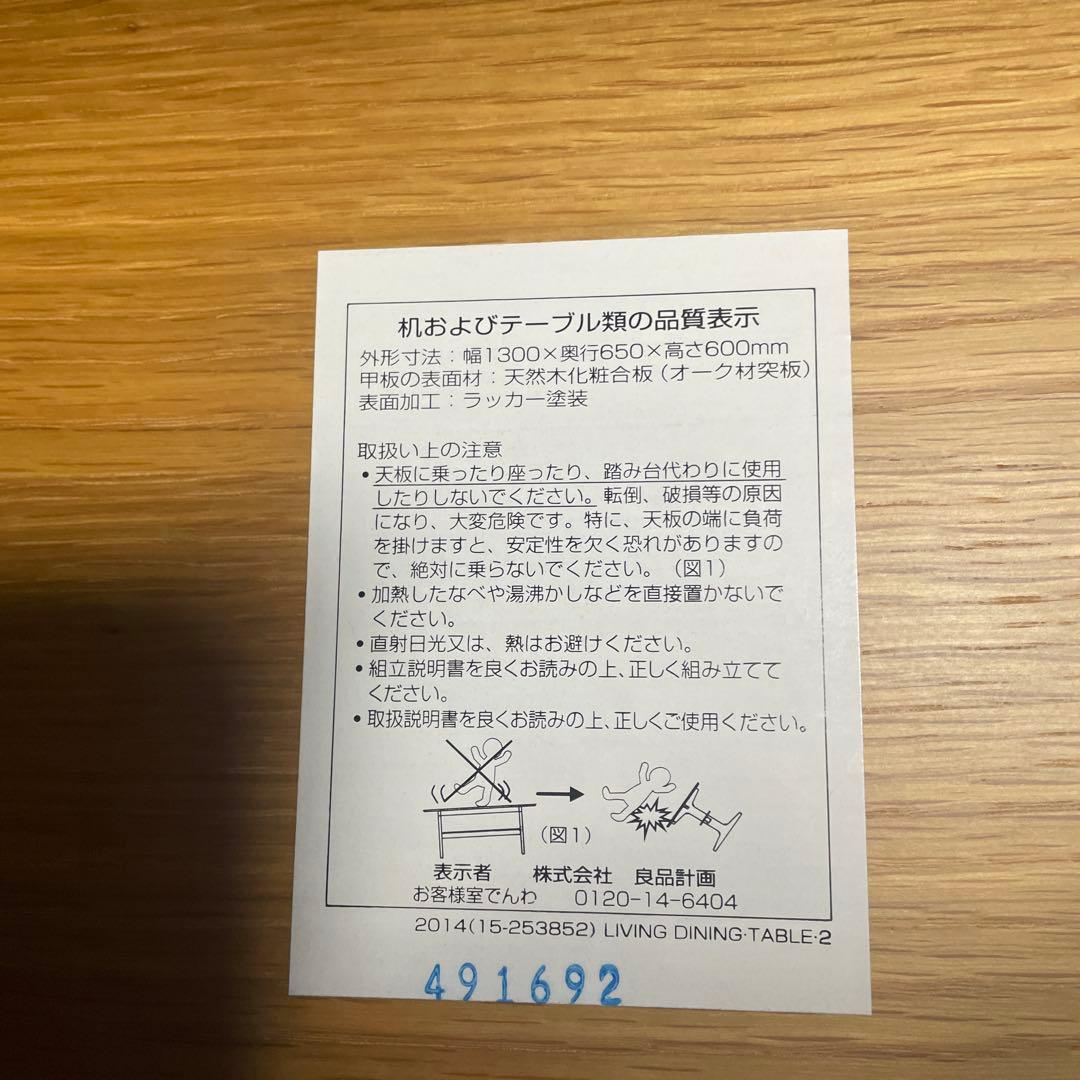 机およびテーブル類の品質表示
外形寸法：幅1300×奥行650×高さ600mm
甲板の表面材：天然木化粧合板（オーク材突板）
表面加工：ラッカー塗装
取扱い上の注意
•天板に乗ったり座ったり、踏み台代わりに使用
したりしないでください。転倒、破損等の原因
になり、大変危険です。特に、天板の端に負荷
を掛けますと、安定性を欠く恐れがありますの
で、絶対に乗らないでください。（図1）
•加熱したなべや湯沸かしなどを直接置かないで
ください。
•直射日光又は、熱はお避けください。
•組立説明書を良くお読みの上、正しく組み立てて
ください。
•取扱説明書を良くお読みの上、正しくご使用ください。
（図1）
表示者 株式会社 良品計画
お客様室でんわ 0120-14-6404
2014(15-253852) LIVING DINING·TABLE·2
491692